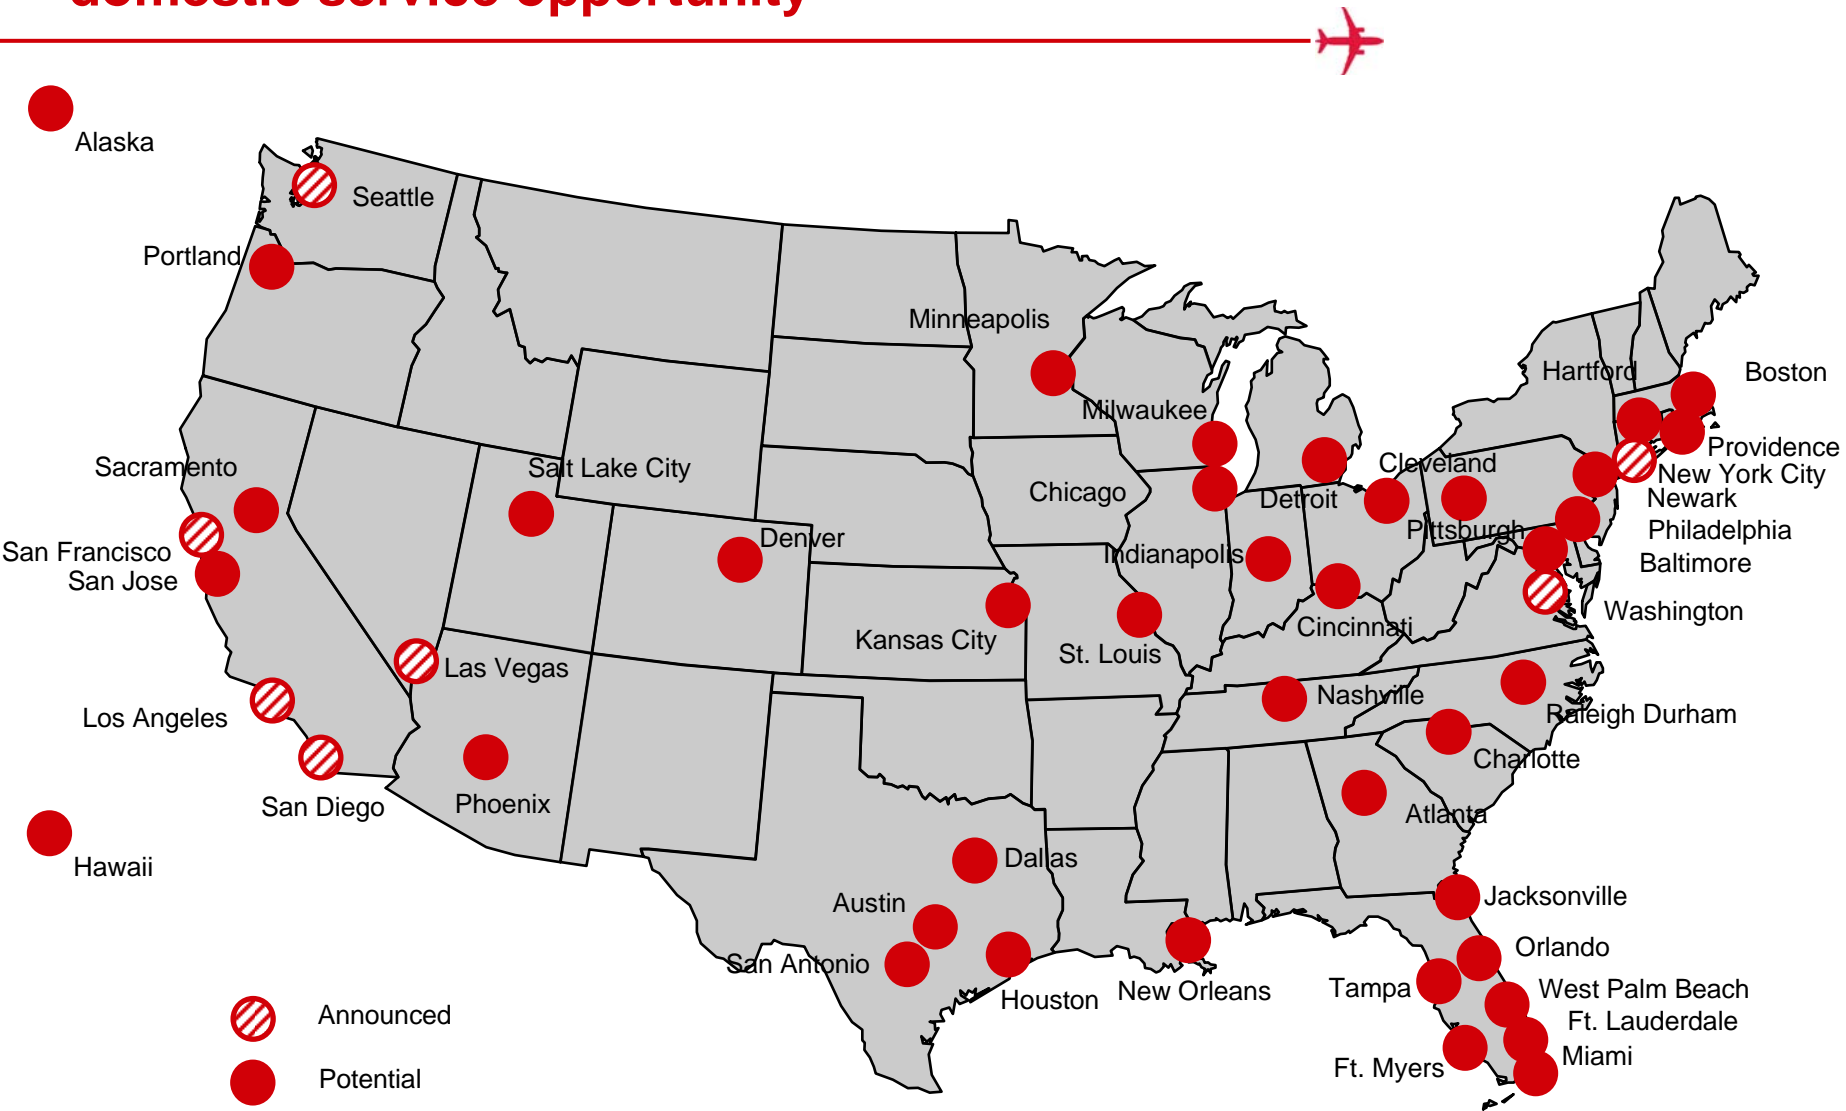 domestic service opportunity
Alaska
Seattle
Portland
Minneapolis
Hartford
Boston
Milwaukee
Providence
Sacramento
Salt Lake City
Cleveland
New York City
Chicago
Detroit
Newark
Pittsburgh
Philadelphia
Denver
San Francisco
Indianapolis
Baltimore
San Jose
Washington
Kansas City
St. Louis
Cincinnati
Las Vegas
Nashville
Los Angeles
Raleigh Durham
Charlotte
San Diego
Phoenix
Atlanta
Hawaii
Dallas
Austin
Jacksonville
San Antonio
Orlando
Tampa
West Palm Beach
New Orleans
Houston
Announced
Ft. Lauderdale
Miami
Ft. Myers
Potential